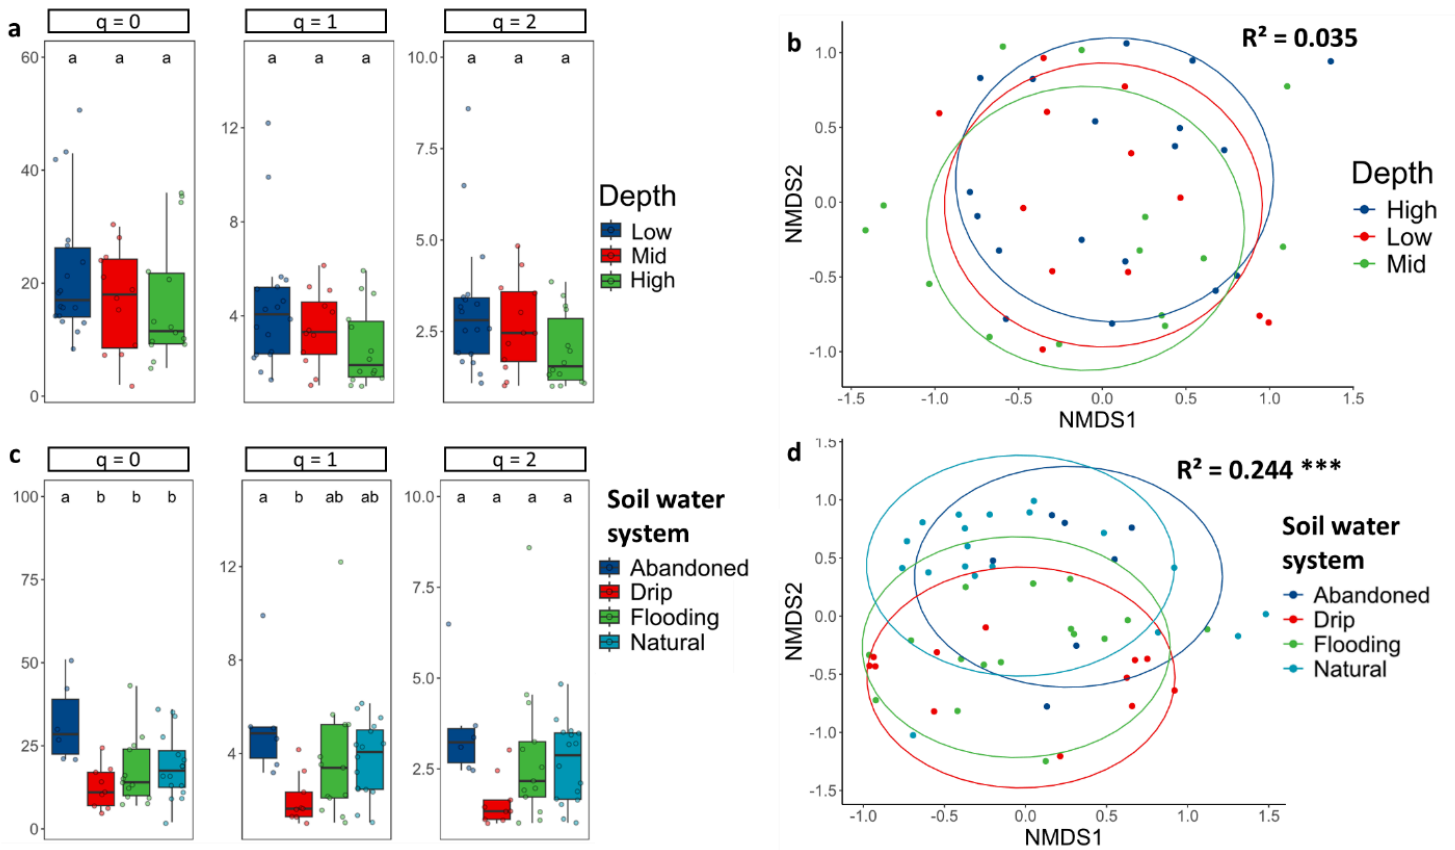 a
q = 0
q = 1
q = 2
60
40
20
0
a a a
12
8
4
a a a
10.0
7.5
5.0
2.5
a a a
Depth
Low
Mid
High
b
R² = 0.035
1.0
0.5
0.0
-0.5
-1.0
NMDS2
-1.5 -1.0 -0.5 0.0 0.5 1.0 1.5
NMDS1
Depth
High
Low
Mid
c
q = 0
q = 1
q = 2
100
75
50
25
0
a b b b
12
8
4
a b ab ab
10.0
7.5
5.0
2.5
a a a a
Soil water
system
Abandoned
Drip
Flooding
Natural
d
R² = 0.244 ***
1.5
1.0
0.5
0.0
-0.5
-1.0
-1.5
NMDS2
-1.0 -0.5 0.0 0.5 1.0 1.5
NMDS1
Soil water
system
Abandoned
Drip
Flooding
Natural